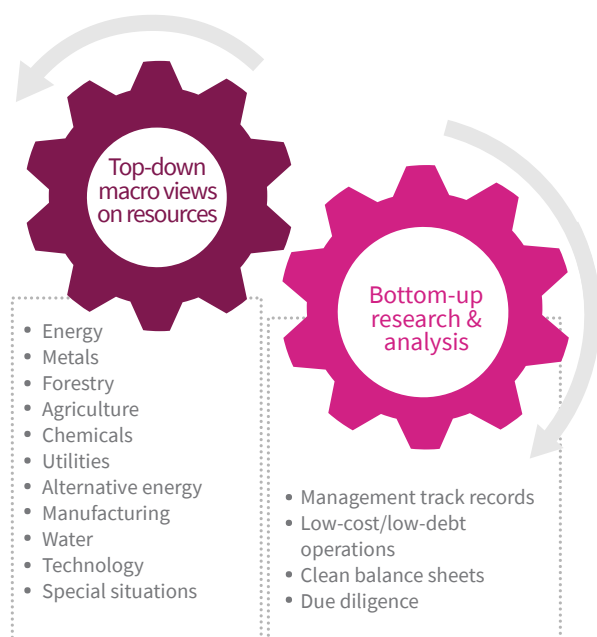 Top-down
macro views
on resources
Bottom-up
research &
analysis
• Energy
• Metals
• Forestry
• Agriculture
• Chemicals
• Utilities
• Alternative energy
• Manufacturing
• Water
• Technology
• Special situations
• Management track records
• Low-cost/low-debt
operations
• Clean balance sheets
• Due diligence